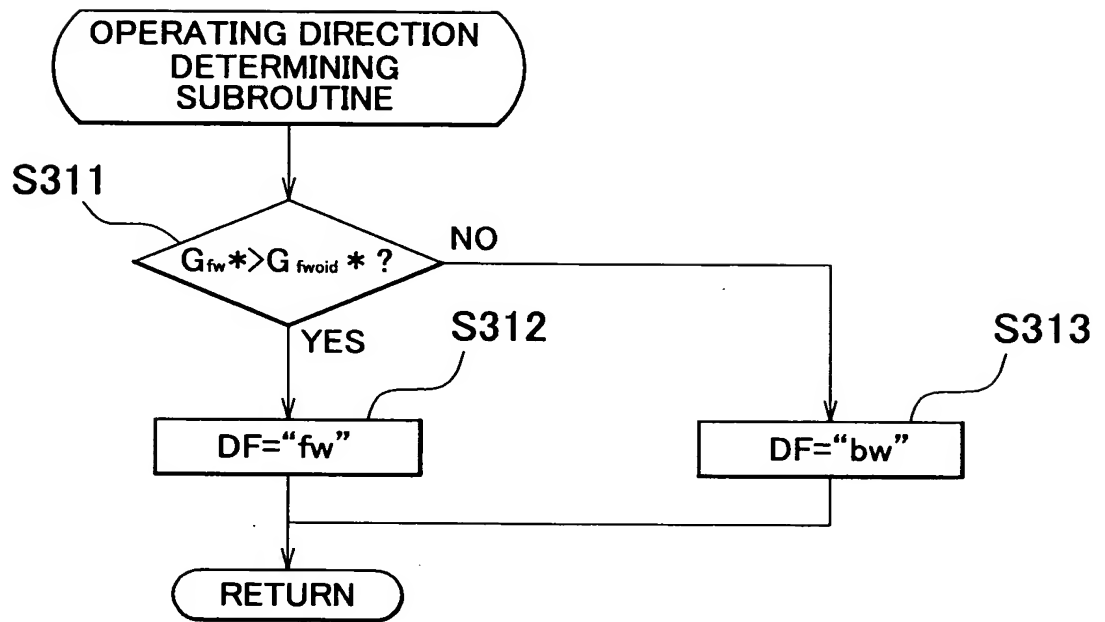 OPERATING DIRECTION
DETERMINING
SUBROUTINE
S311
Gfw*>Gfwoid*?
NO
YES
S312
S313
DF=“fw”
DF=“bw”
RETURN